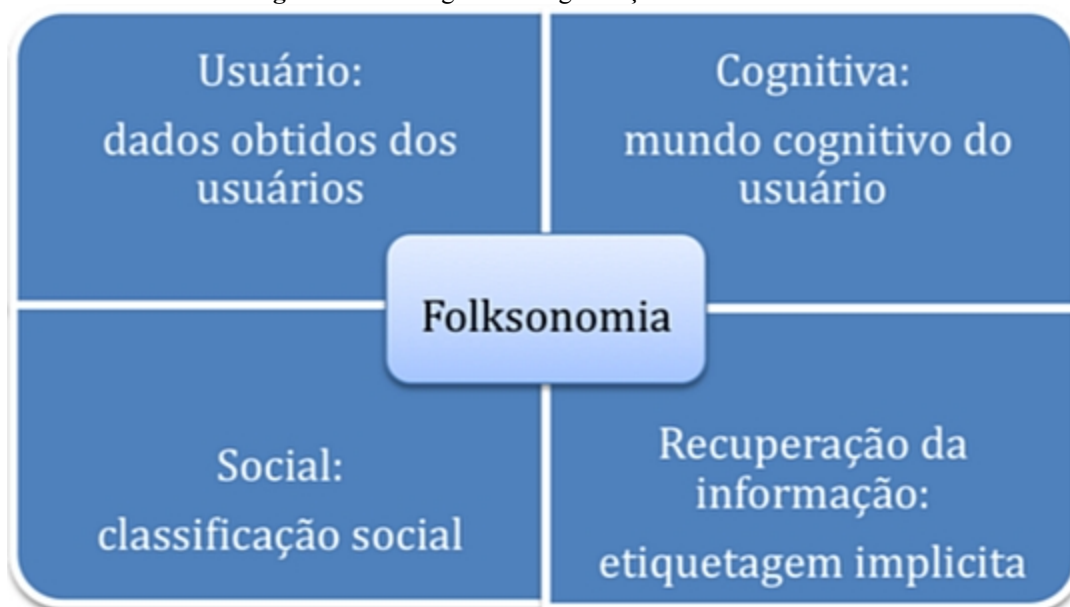 Usuário:
dados obtidos dos
usuários
Cognitiva:
mundo cognitivo do
usuário
Folksonomia
Social:
classificação social
Recuperação da
informação:
etiquetagem implicita